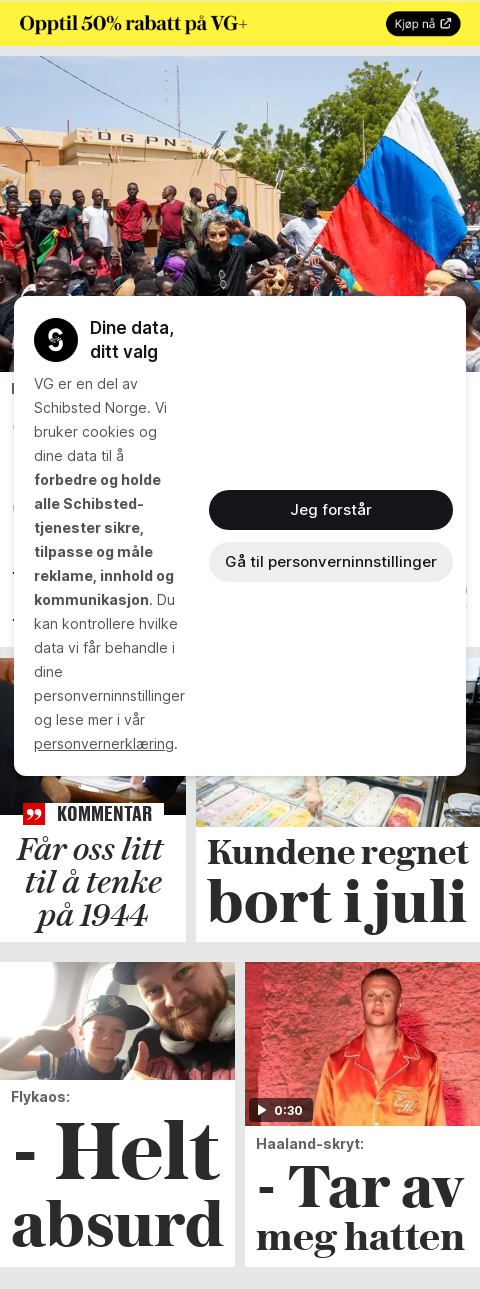 Opptil 50% rabatt på VG+
Kjøp nå
DGPN
Dine data,
ditt valg
VG er en del av
Schibsted Norge. Vi
bruker cookies og
dine data til å
forbedre og holde
alle Schibsted-
tjenester sikre,
tilpasse og måle
reklame, innhold og
kommunikasjon. Du
kan kontrollere hvilke
data vi får behandle i
dine
personverninnstillinger
og lese mer i vår
personvernerklæring.
Jeg forstår
Gå til personverninnstillinger
KOMMENTAR
Får oss litt
til å tenke
på 1944
Kundene regnet
bort i juli
Flykaos:
- Helt
absurd
0:30
Haaland-skryt:
- Tar av
meg hatten